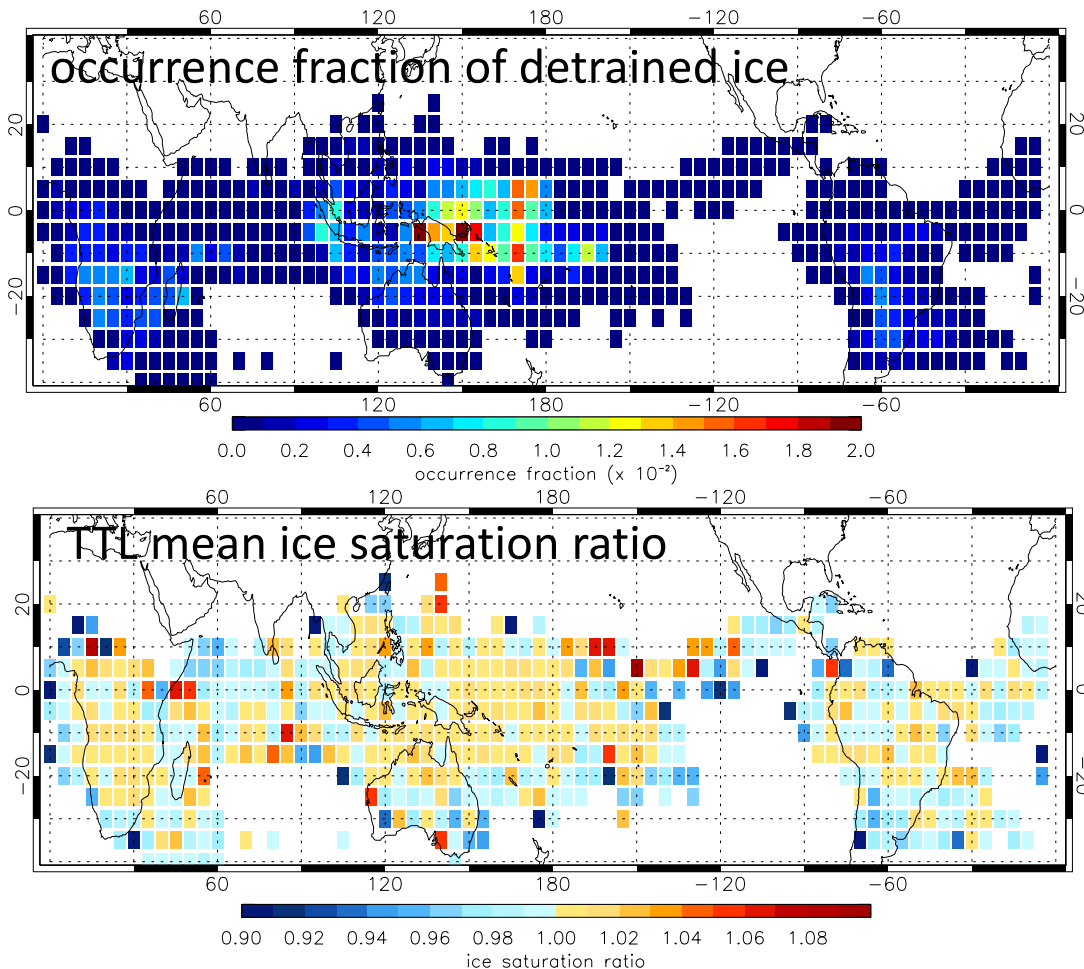 60 120 180 −120 −60
occurrence fraction of detrained ice
20 20
0 0
−20 −20
60 120 180 −120 −60
0.0 0.2 0.4 0.6 0.8 1.0 1.2 1.4 1.6 1.8 2.0
occurrence fraction (x 10⁻²)
60 120 180 −120 −60
TTL mean ice saturation ratio
20 20
0 0
−20 −20
60 120 180 −120 −60
0.90 0.92 0.94 0.96 0.98 1.00 1.02 1.04 1.06 1.08
ice saturation ratio